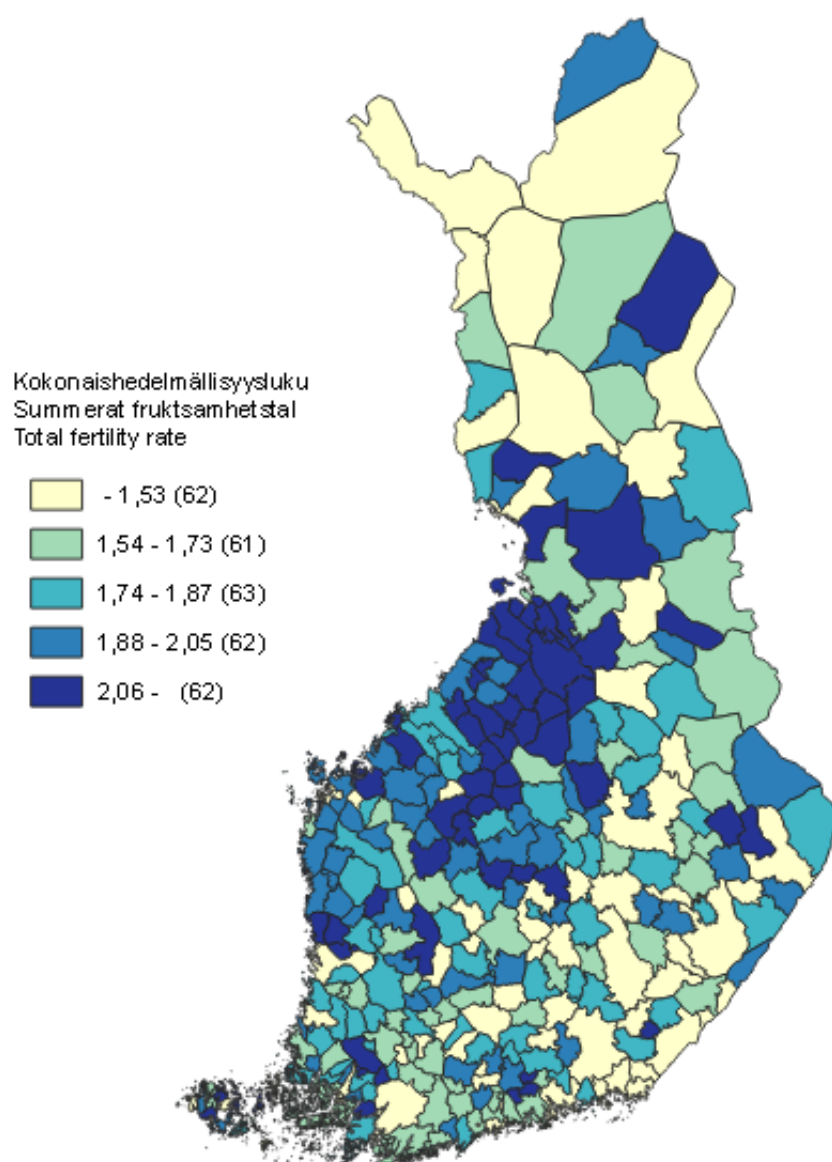 Kokonaishedelmällisyysluku
Summerat fruktsamhetstal
Total fertility rate
- 1,53 (62)
1,54 - 1,73 (61)
1,74 - 1,87 (63)
1,88 - 2,05 (62)
2,06 - (62)